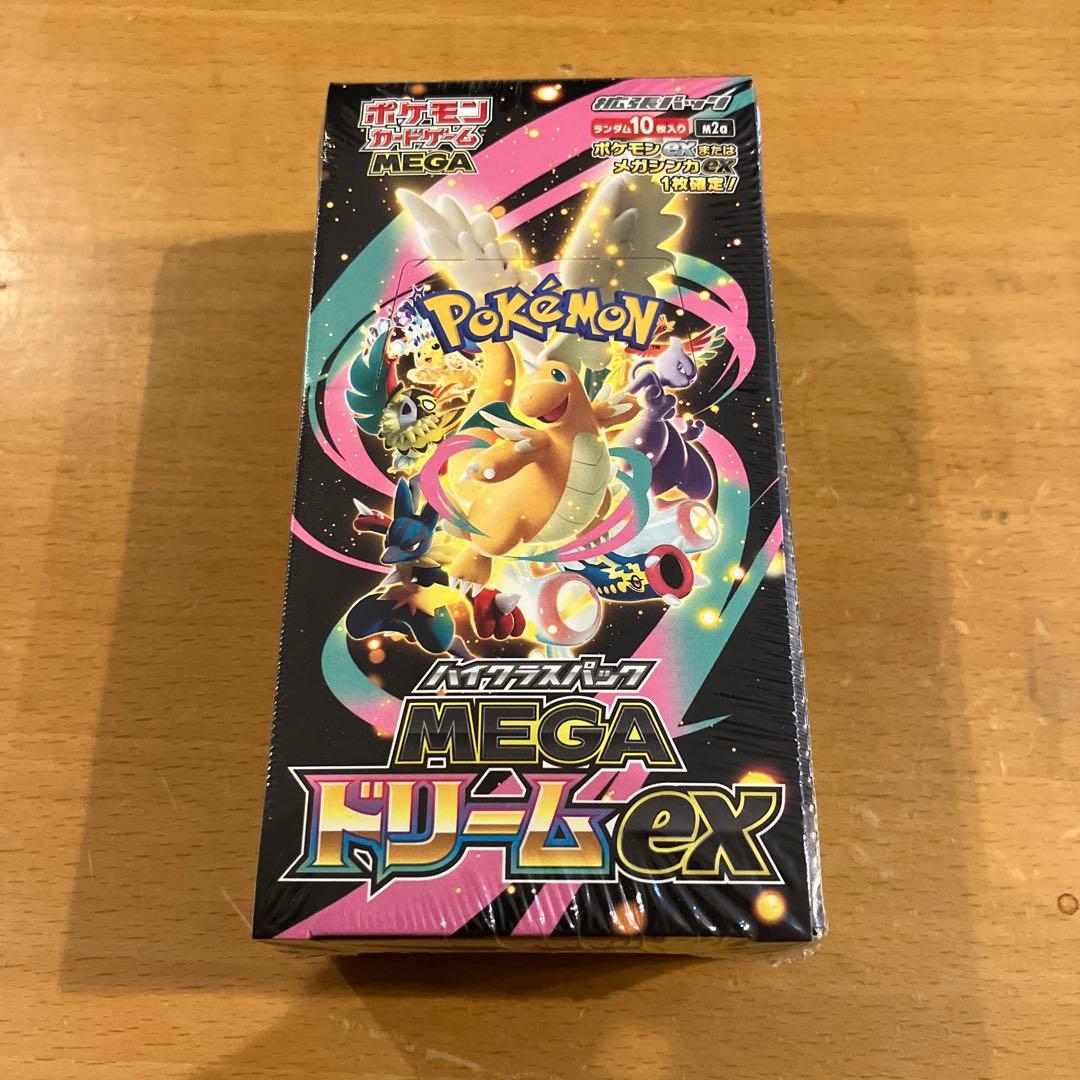 ポケモン
カードゲーム
MEGA
拡張パック
ランダム10枚入り M2a
ポケモンexまたは
メガシンカex
1枚確定!
POKéMON
ハイクラスパック
MEGA
ドリームex